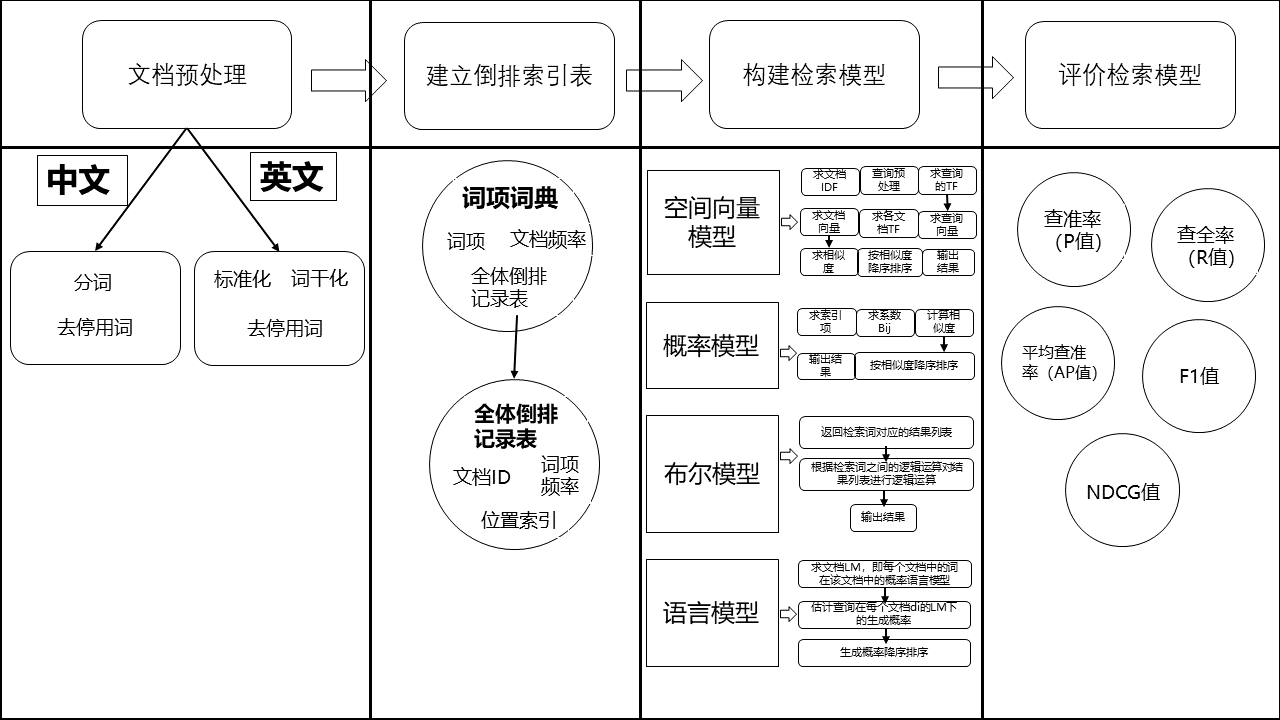 文档预处理
建立倒排索引表
构建检索模型
评价检索模型
中文
英文
分词
去停用词
标准化
词干化
去停用词
词项词典
词项
文档频率
全体倒排
记录表
全体倒排
记录表
文档ID
词项
频率
位置索引
空间向量
模型
求文档
IDF
查询预
处理
求查询
的TF
求文档
向量
求各文
档TF
求查询
向量
求相似
度
按相似度
降序排序
输出
结果
概率模型
求索引
项
求系数
Bij
计算相
似度
输出结
果
按相似度降序排序
布尔模型
返回检索词对应的结果列表
根据检索词之间的逻辑运算对结
果列表进行逻辑运算
输出结果
语言模型
求文档LM，即每个文档中的词
在该文档中的概率语言模型
估计查询在每个文档di的LM下
的生成概率
生成概率降序排序
查准率
（P值）
查全率
（R值）
平均查准
率（AP值）
F1值
NDCG值